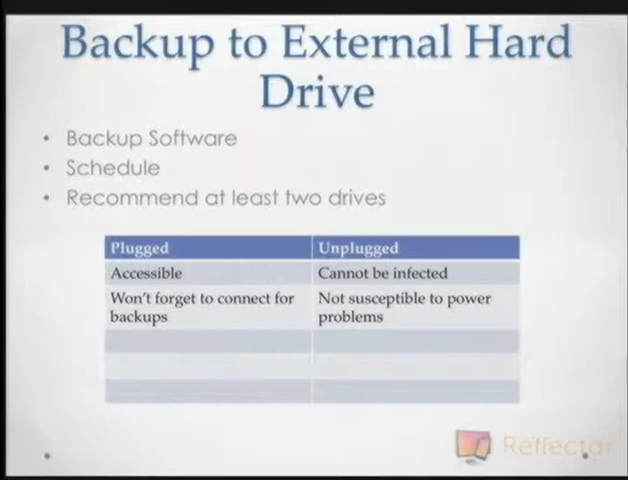 Backup to External Hard
Drive
• Backup Software
• Schedule
• Recommend at least two drives
Plugged Unplugged
Accessible Cannot be infected
Won't forget to connect for Not susceptible to power
backups problems
Reflector